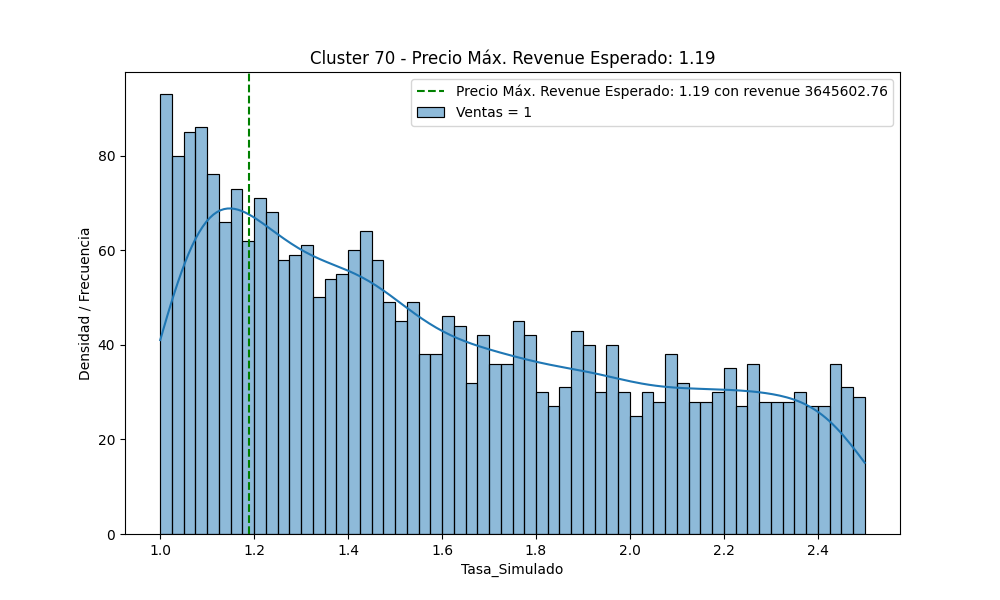 Cluster 70 - Precio Máx. Revenue Esperado: 1.19
Precio Máx. Revenue Esperado: 1.19 con revenue 3645602.76
Ventas = 1
Densidad / Frecuencia
80
60
40
20
0
1.0 1.2 1.4 1.6 1.8 2.0 2.2 2.4
Tasa_Simulado